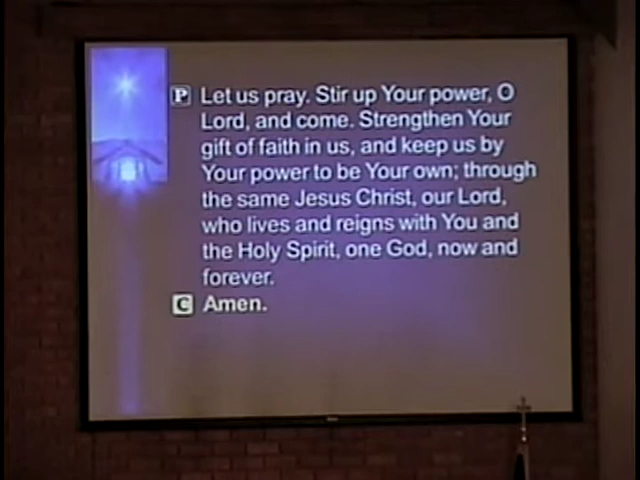 P Let us pray. Stir up Your power, O
Lord, and come. Strengthen Your
gift of faith in us, and keep us by
Your power to be Your own; through
the same Jesus Christ, our Lord,
who lives and reigns with You and
the Holy Spirit, one God, now and
forever.
C Amen.